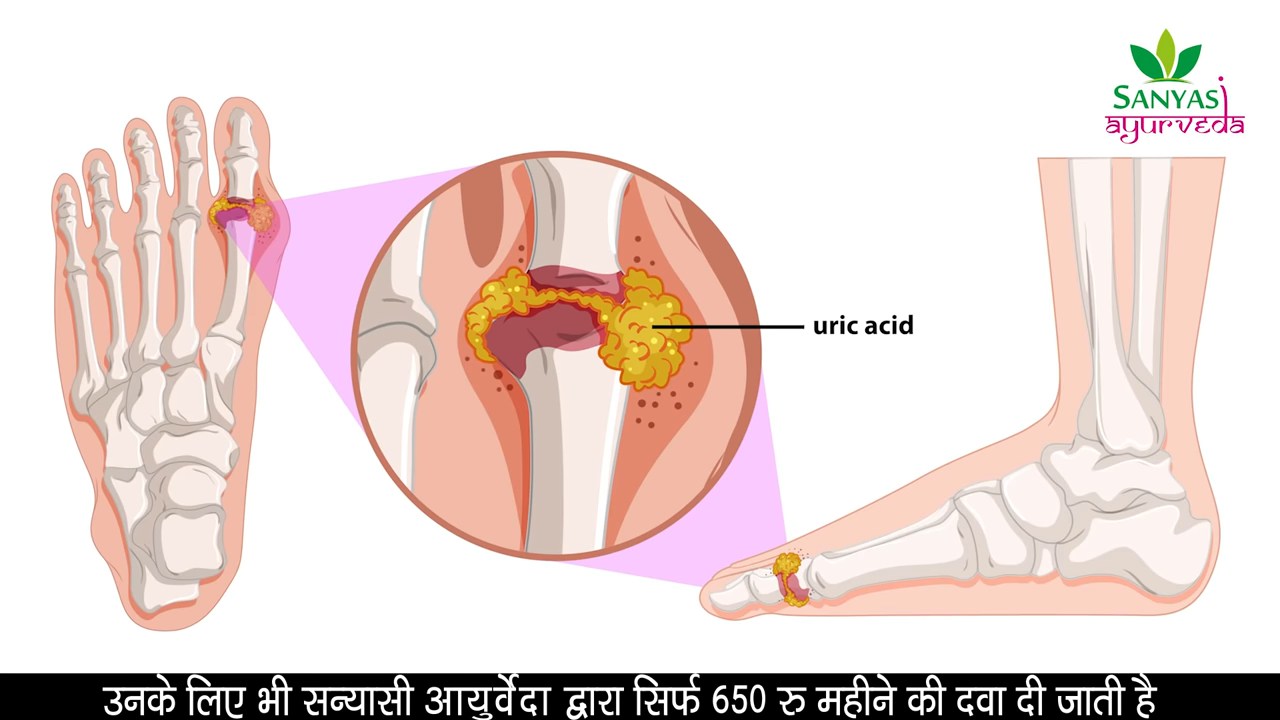 SANYASI
ayurveda
uric acid
उनके लिए भी सन्यासी आयुर्वेदा द्वारा सिर्फ 650 रु महीने की दवा दी जाती है